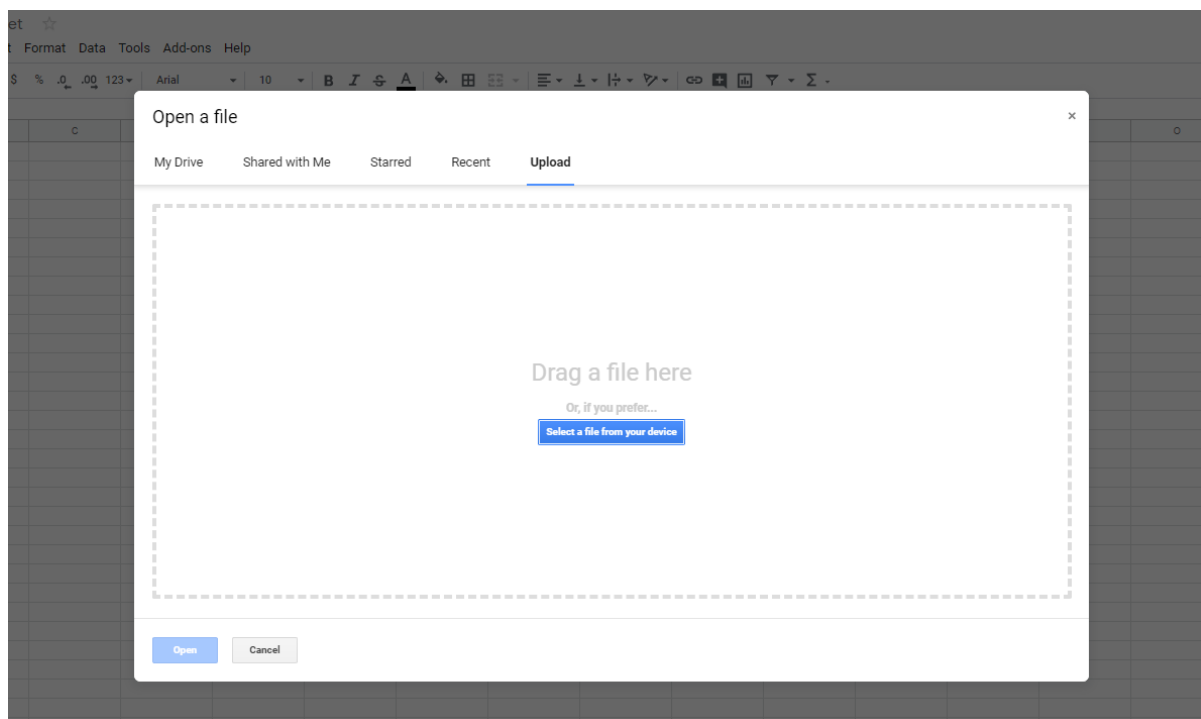 et
t Format Data Tools Add-ons Help
$ % .0 .00 123 Arial 10 B I S A
Open a file ×
C O
My Drive Shared with Me Starred Recent Upload
Drag a file here
Or, if you prefer...
Select a file from your device
Open Cancel